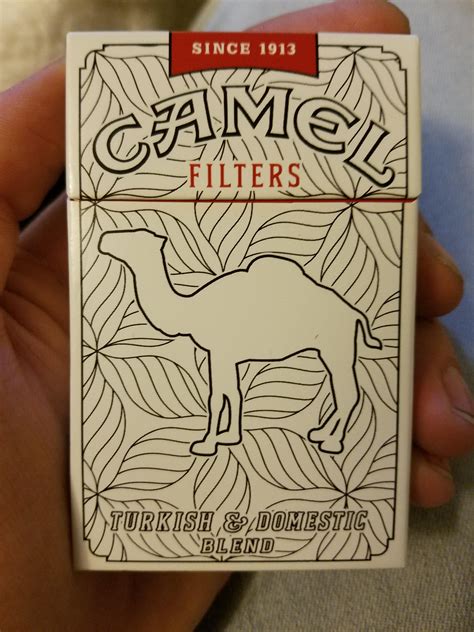 SINCE 1913
CAMEL
FILTERS
TURKISH & DOMESTIC
BLEND